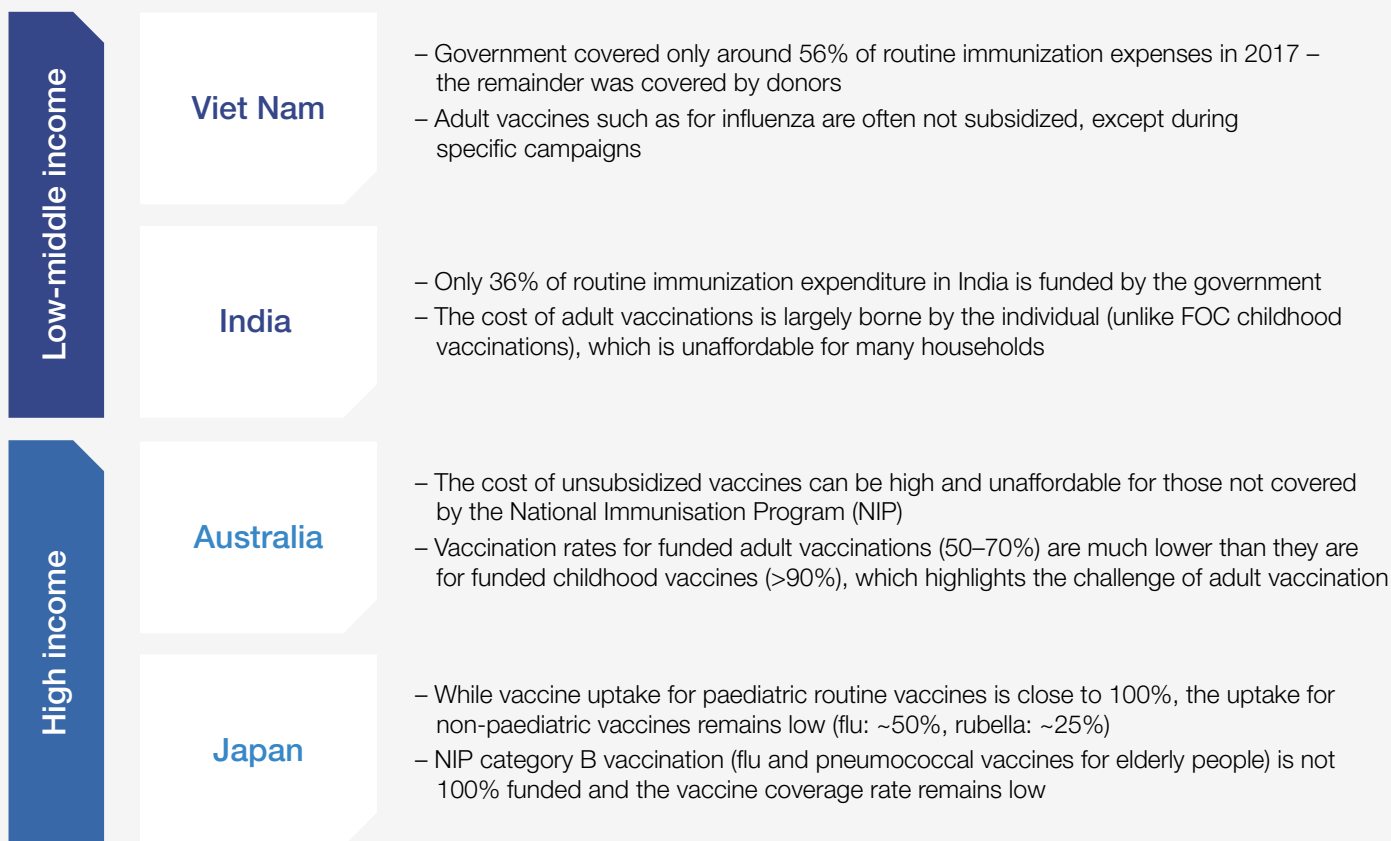 Low-middle income
Viet Nam
– Government covered only around 56% of routine immunization expenses in 2017 –
the remainder was covered by donors
– Adult vaccines such as for influenza are often not subsidized, except during
specific campaigns
India
– Only 36% of routine immunization expenditure in India is funded by the government
– The cost of adult vaccinations is largely borne by the individual (unlike FOC childhood
vaccinations), which is unaffordable for many households
High income
Australia
– The cost of unsubsidized vaccines can be high and unaffordable for those not covered
by the National Immunisation Program (NIP)
– Vaccination rates for funded adult vaccinations (50–70%) are much lower than they are
for funded childhood vaccines (>90%), which highlights the challenge of adult vaccination
Japan
– While vaccine uptake for paediatric routine vaccines is close to 100%, the uptake for
non-paediatric vaccines remains low (flu: ~50%, rubella: ~25%)
– NIP category B vaccination (flu and pneumococcal vaccines for elderly people) is not
100% funded and the vaccine coverage rate remains low